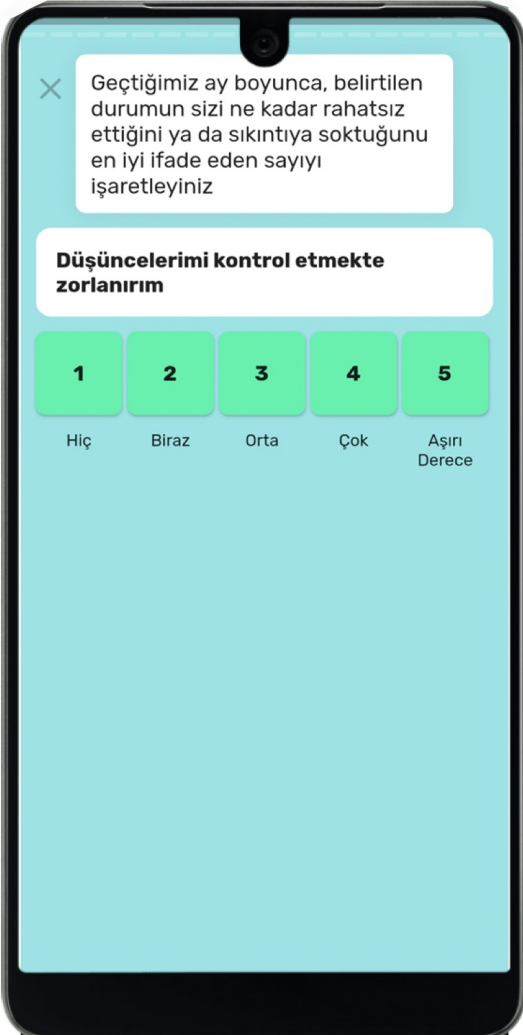 Geçtiğimiz ay boyunca, belirtilen
durumun sizi ne kadar rahatsız
ettiğini ya da sıkıntıya soktuğunu
en iyi ifade eden sayıyı
işaretleyiniz
Düşüncelerimi kontrol etmekte
zorlanırım
1 2 3 4 5
Hiç Biraz Orta Çok Aşırı
Derece